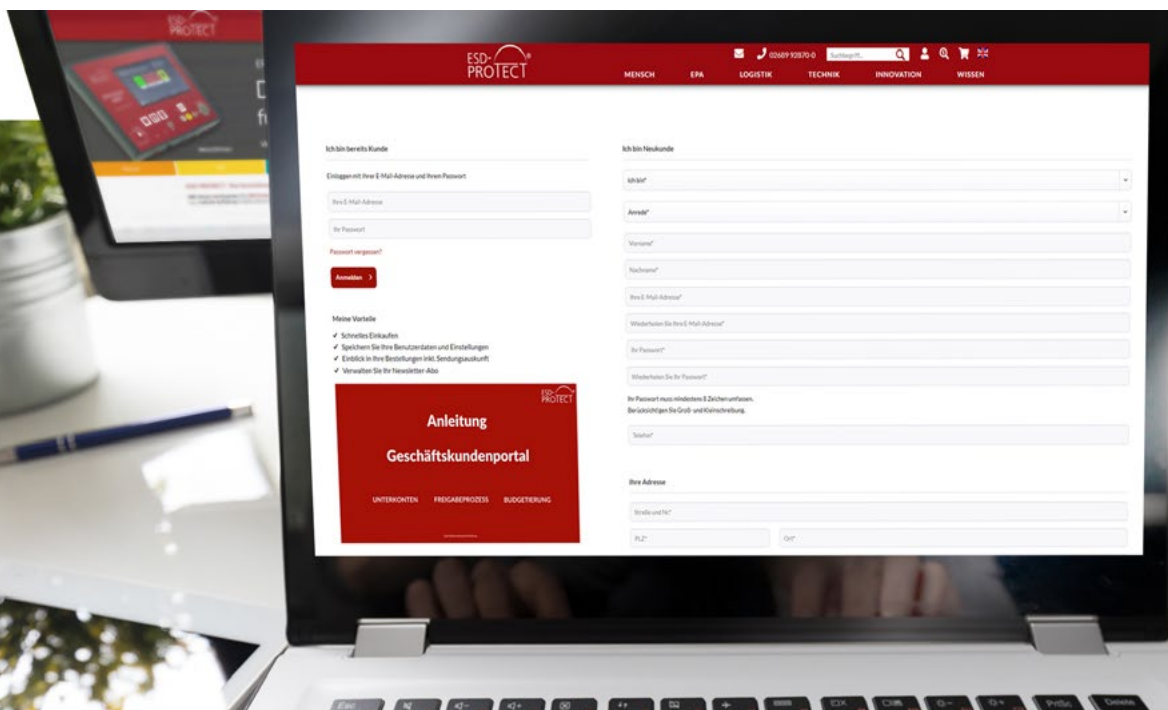 ESD-
PROTECT
ESD-
PROTECT®
02689 92870-0
Suchbegriff..
MENSCH
EPA
LOGISTIK
TECHNIK
INNOVATION
WISSEN
Ich bin bereits Kunde
Einloggen mit Ihrer E-Mail-Adresse und Ihrem Passwort
Ihre E-Mail-Adresse
Ihr Passwort
Passwort vergessen?
Anmelden
Meine Vorteile
✓ Schnelles Einkaufen
✓ Speichern Sie Ihre Benutzerdaten und Einstellungen
✓ Einblick in Ihre Bestellungen inkl. Sendungsauskunft
✓ Verwalten Sie Ihr Newsletter-Abo
ESD-
PROTECT
Anleitung
Geschäftskundenportal
UNTERKONTEN
FREIGABEPROZESS
BUDGETIERUNG
Ich bin Neukunde
Ich bin*
Anrede*
Vorname*
Nachname*
Ihre E-Mail-Adresse*
Wiederholen Sie Ihre E-Mail-Adresse*
Ihr Passwort*
Wiederholen Sie Ihr Passwort*
Ihr Passwort muss mindestens 8 Zeichen umfassen.
Berücksichtigen Sie Groß- und Kleinschreibung.
Telefon*
Ihre Adresse
Straße und Nr.*
PLZ*
Ort*
Esc
PrtSc
Delete